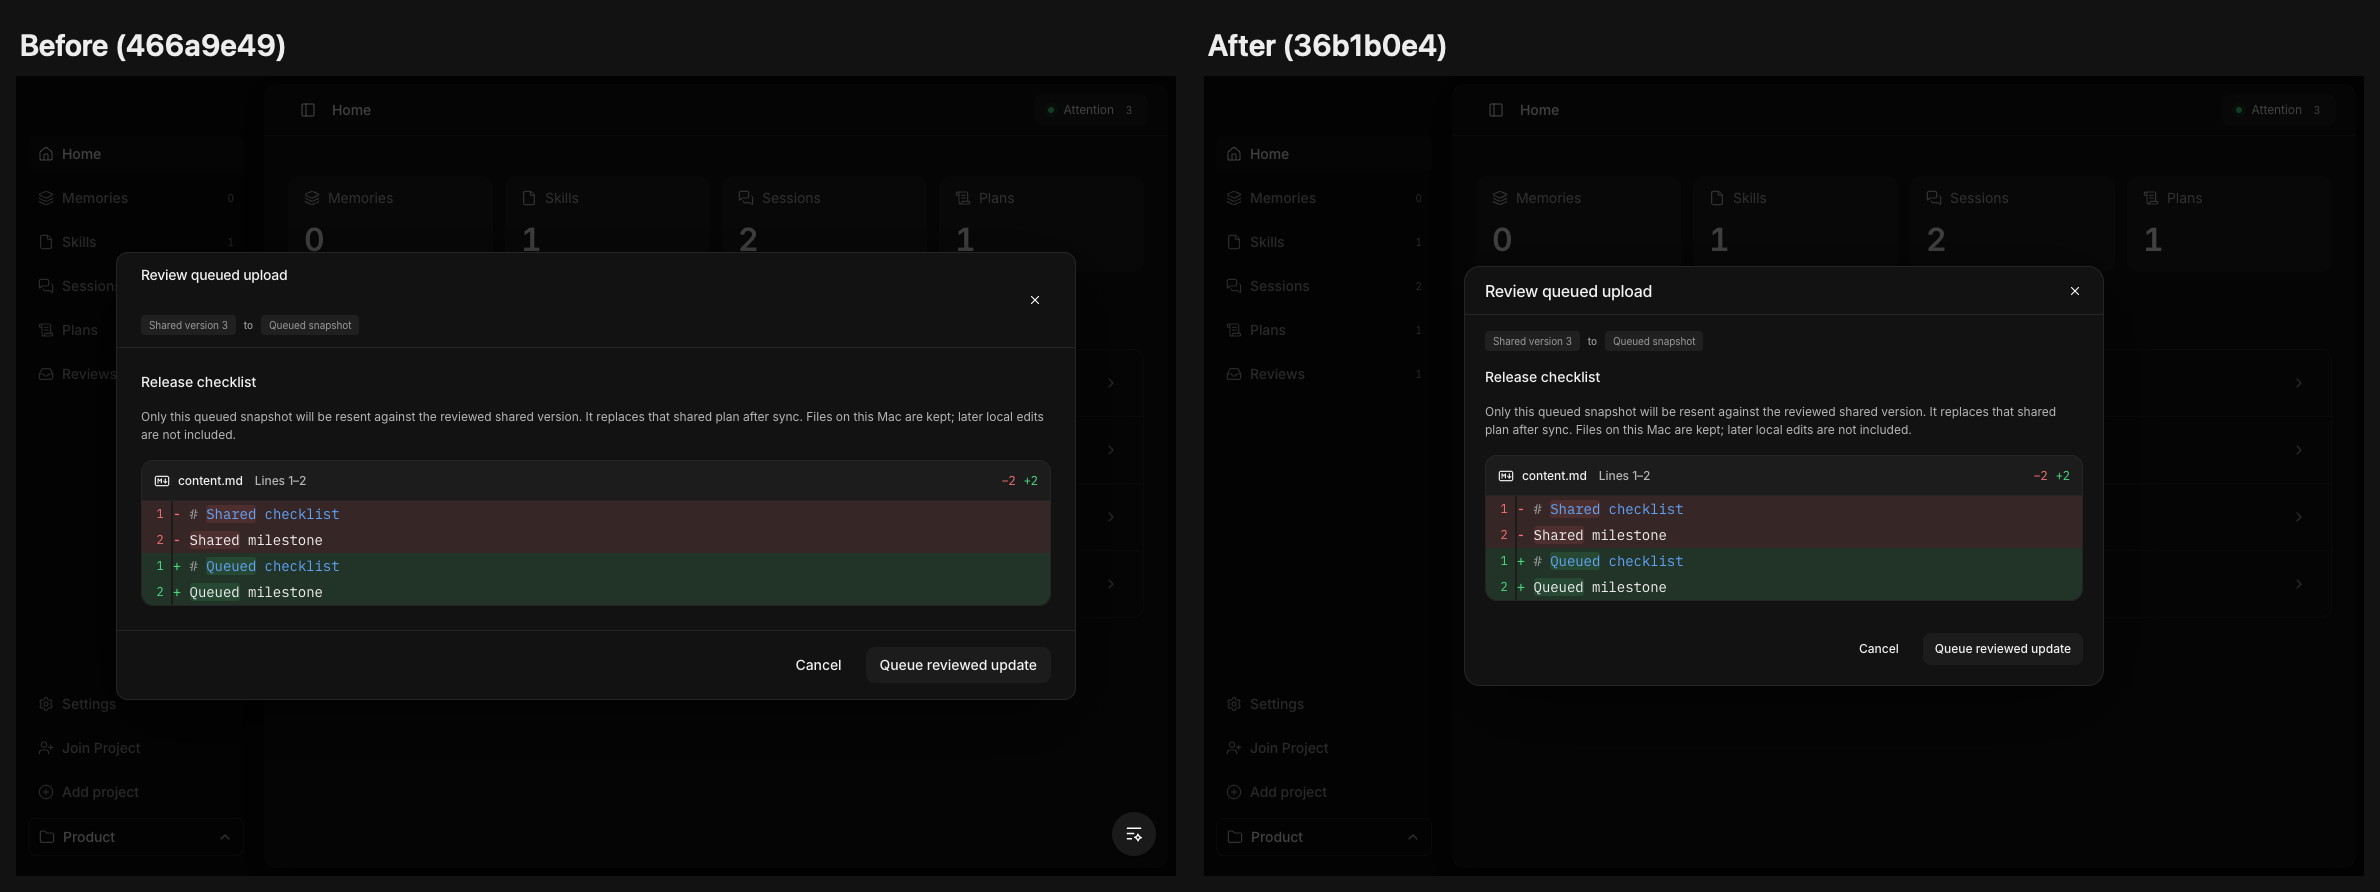 Before (466a9e49)
Home
Attention 3
Home
Memories 0
Skills 1
Sessions
Plans
Reviews
Memories
0
Skills
1
Sessions
2
Plans
1
Review queued upload
Shared version 3 to Queued snapshot
Release checklist
Only this queued snapshot will be resent against the reviewed shared version. It replaces that shared plan after sync. Files on this Mac are kept; later local edits
are not included.
content.md Lines 1–2 −2 +2
1 - # Shared checklist
2 - Shared milestone
1 + # Queued checklist
2 + Queued milestone
Cancel Queue reviewed update
Settings
Join Project
Add project
Product
After (36b1b0e4)
Home
Attention 3
Home
Memories 0
Skills 1
Sessions 2
Plans 1
Reviews 1
Memories
0
Skills
1
Sessions
2
Plans
1
Review queued upload
Shared version 3 to Queued snapshot
Release checklist
Only this queued snapshot will be resent against the reviewed shared version. It replaces that shared
plan after sync. Files on this Mac are kept; later local edits are not included.
content.md Lines 1–2 −2 +2
1 - # Shared checklist
2 - Shared milestone
1 + # Queued checklist
2 + Queued milestone
Cancel Queue reviewed update
Settings
Join Project
Add project
Product